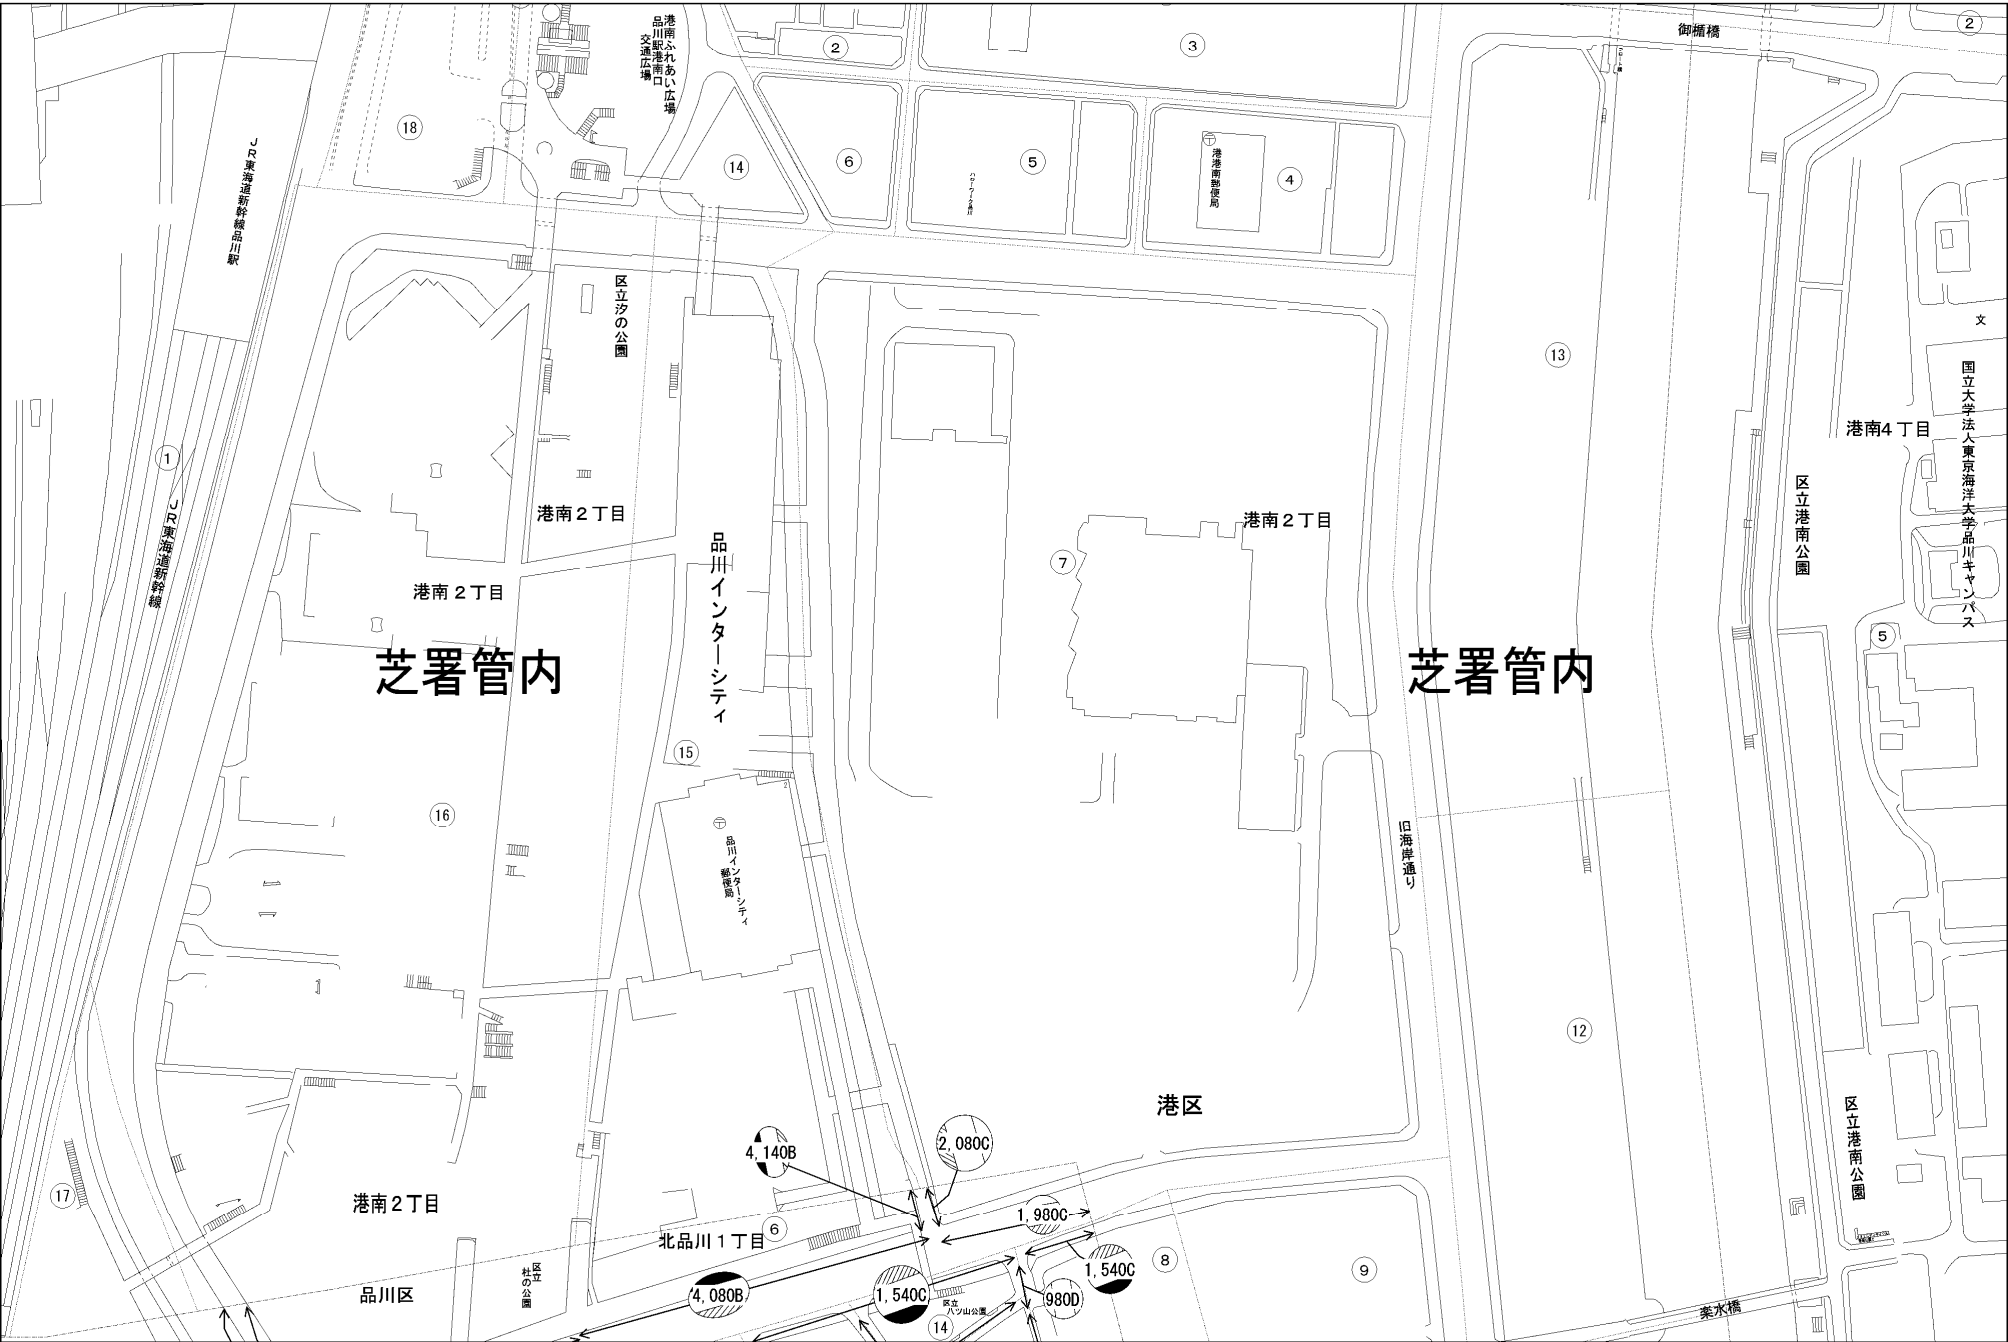 御楯橋
2
港南ふれあい広場
品川駅港南口
交通広場
2
3
18
14
6
5
ハローワーク品川
港港南郵便局
4
JR東海道新幹線品川駅
区立汐の公園
13
文
国立大学法人東京海洋大学品川キャンパス
港南4丁目
1
JR東海道新幹線
港南2丁目
品川インターシティ
港南2丁目
7
区立港南公園
港南2丁目
5
芝署管内
芝署管内
15
16
2
品川インターシティ
郵便局
旧海岸通り
12
港区
区立港南公園
4,140B
2,080C
17
港南2丁目
1,980C
6
北品川1丁目
8
9
1,540C
区立
杜の公園
品川区
4,080B
1,540C
980D
区立
八ツ山公園
14
楽水橋